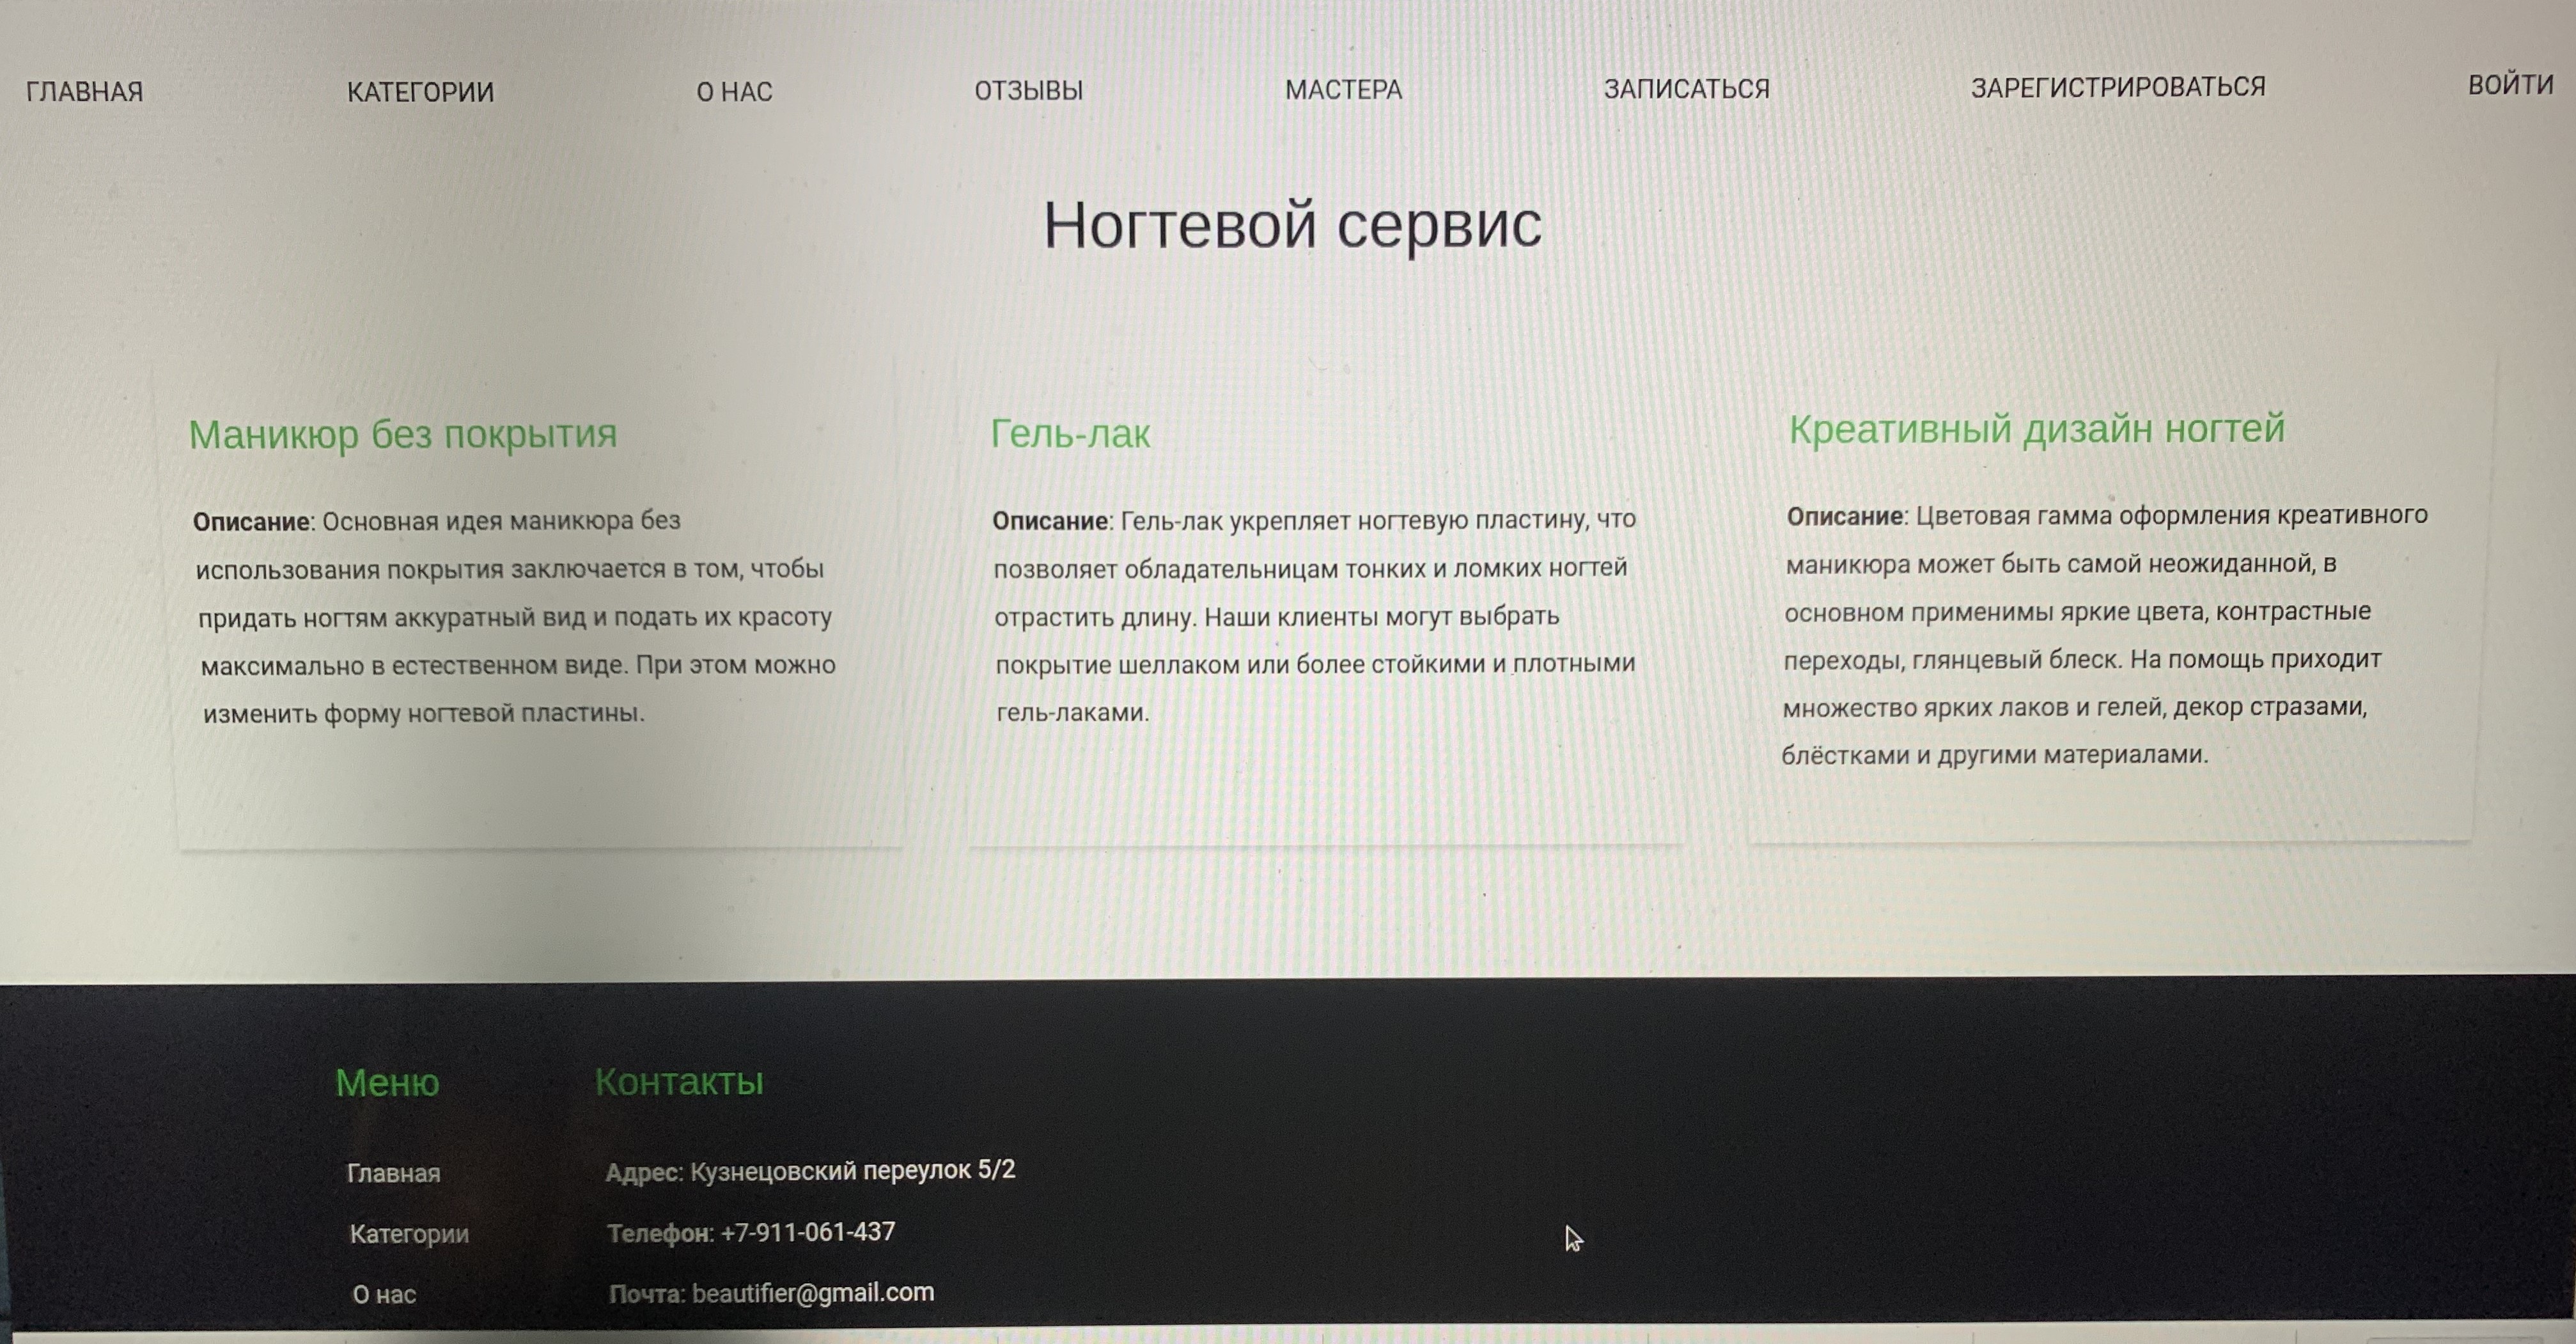 ГЛАВНАЯ КАТЕГОРИИ О НАС ОТЗЫВЫ МАСТЕРА ЗАПИСАТЬСЯ ЗАРЕГИСТРИРОВАТЬСЯ ВОЙТИ
Ногтевой сервис
Маникюр без покрытия
Описание: Основная идея маникюра без
использования покрытия заключается в том, чтобы
придать ногтям аккуратный вид и подать их красоту
максимально в естественном виде. При этом можно
изменить форму ногтевой пластины.
Гель-лак
Описание: Гель-лак укрепляет ногтевую пластину, что
позволяет обладательницам тонких и ломких ногтей
отрастить длину. Наши клиенты могут выбрать
покрытие шеллаком или более стойкими и плотными
гель-лаками.
Креативный дизайн ногтей
Описание: Цветовая гамма оформления креативного
маникюра может быть самой неожиданной, в
основном применимы яркие цвета, контрастные
переходы, глянцевый блеск. На помощь приходит
множество ярких лаков и гелей, декор стразами,
блёстками и другими материалами.
Меню
Главная
Категории
О нас
Контакты
Адрес: Кузнецовский переулок 5/2
Телефон: +7-911-061-437
Почта: beautifier@gmail.com